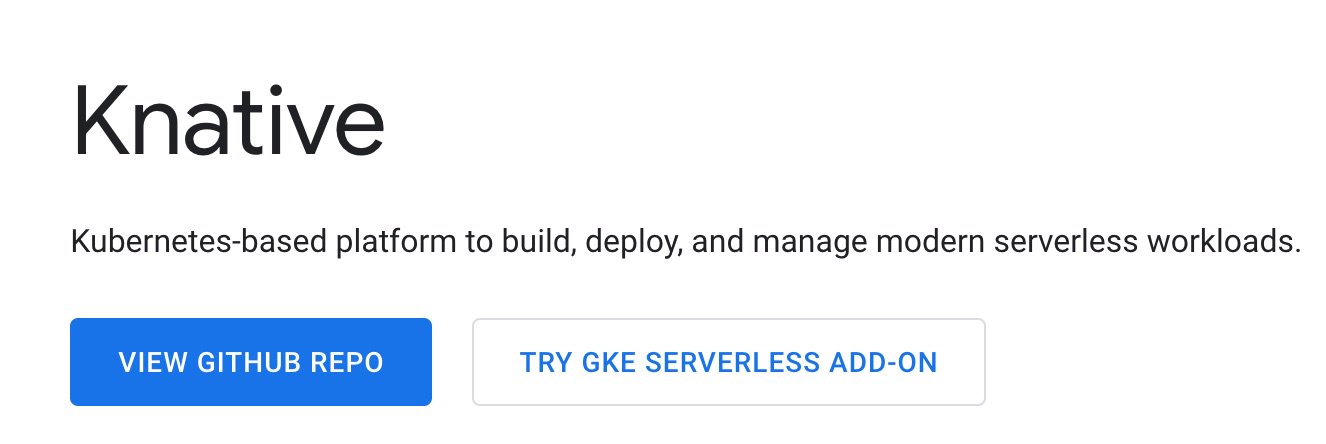 Knative
Kubernetes-based platform to build, deploy, and manage modern serverless workloads.
VIEW GITHUB REPO
TRY GKE SERVERLESS ADD-ON